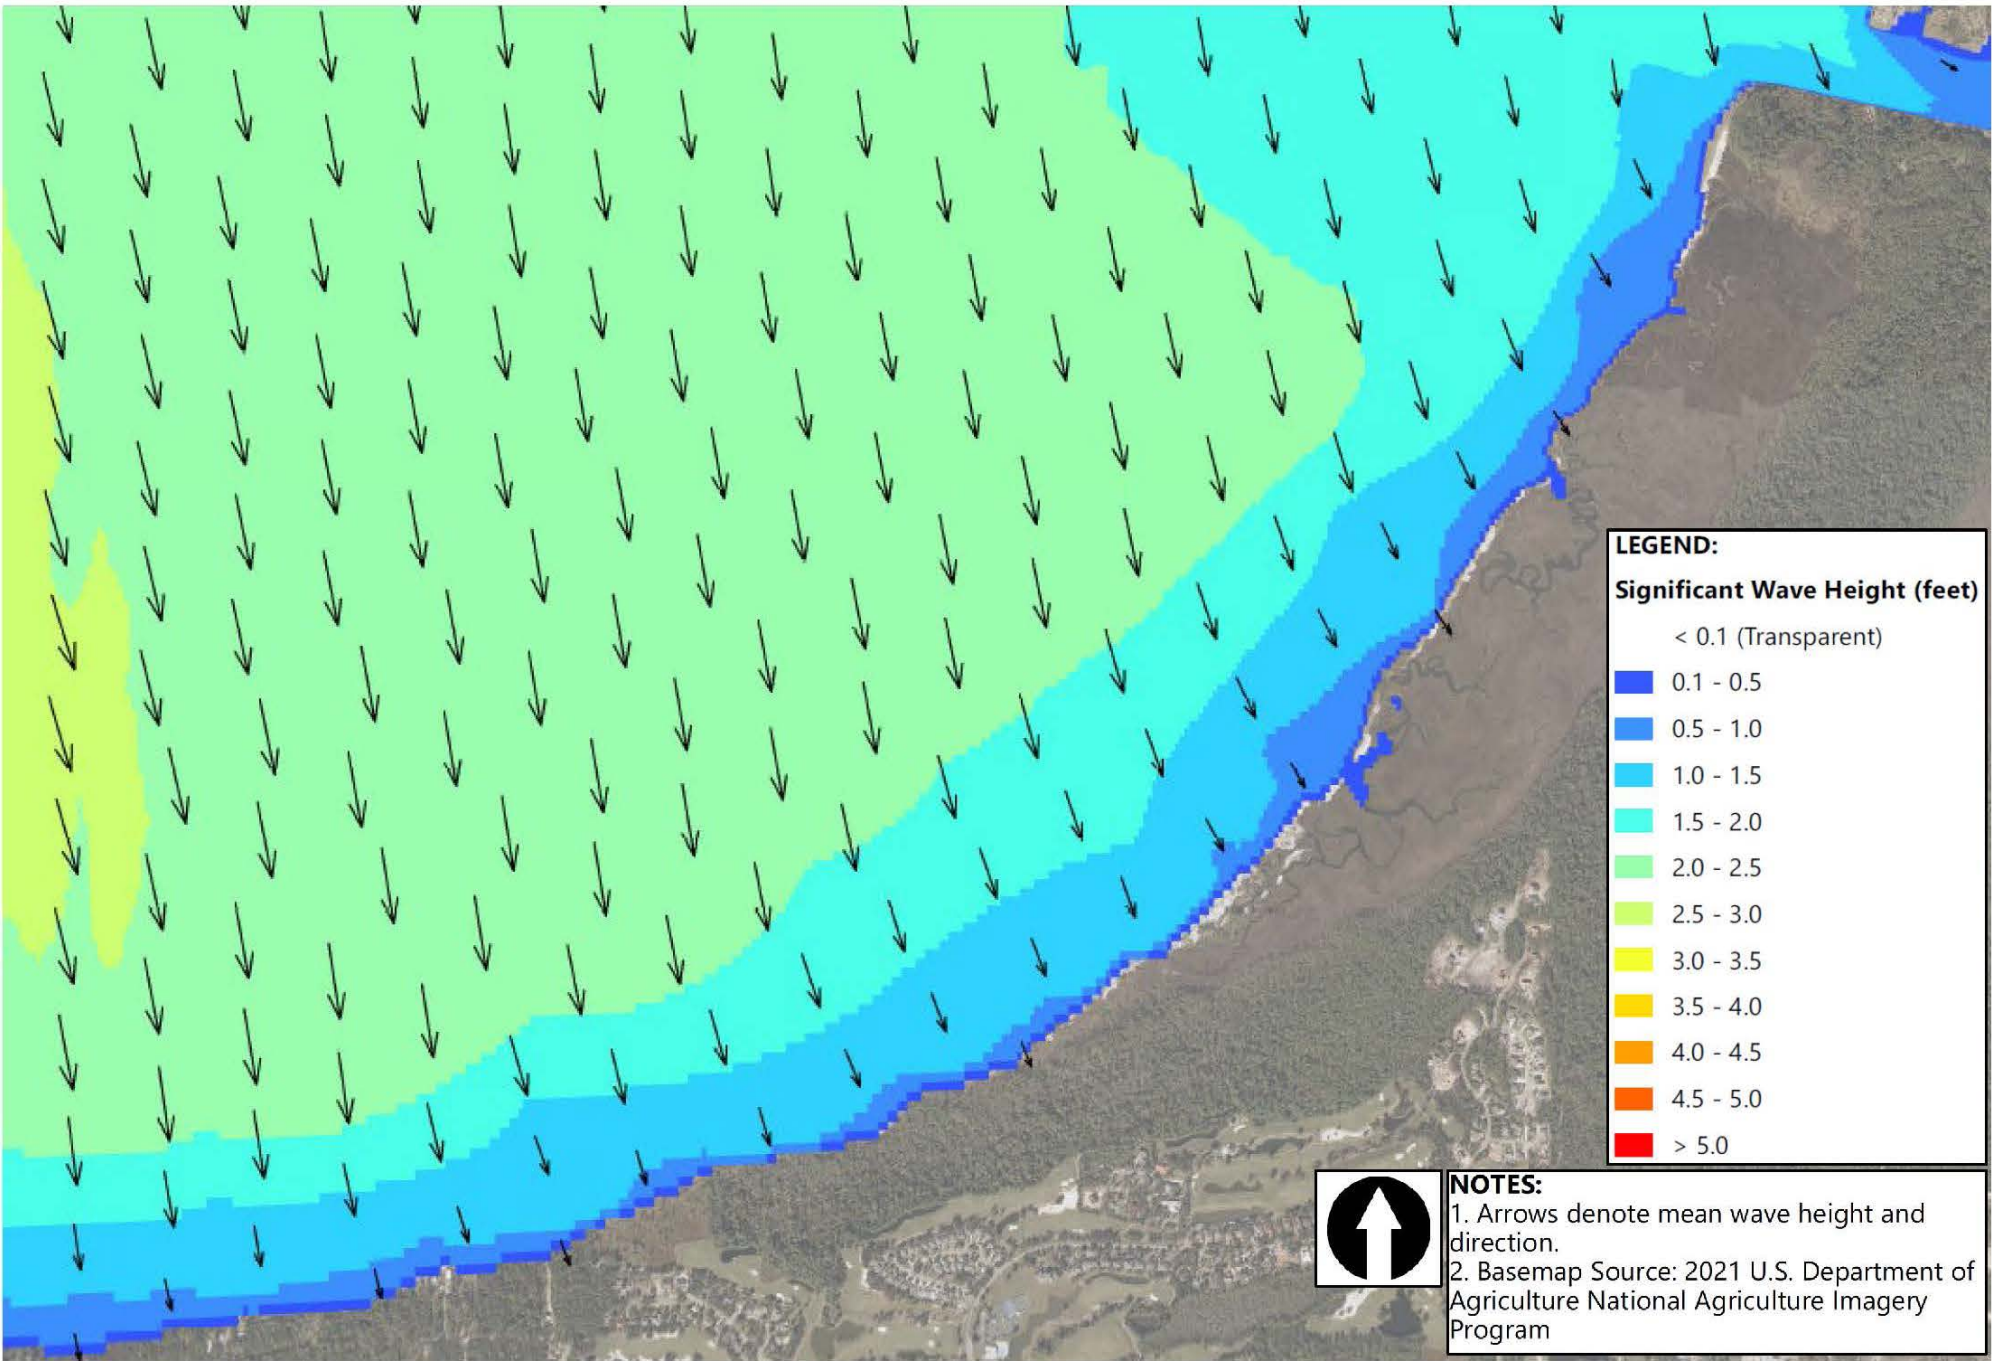 LEGEND:
Significant Wave Height (feet)
< 0.1 (Transparent)
0.1 - 0.5
0.5 - 1.0
1.0 - 1.5
1.5 - 2.0
2.0 - 2.5
2.5 - 3.0
3.0 - 3.5
3.5 - 4.0
4.0 - 4.5
4.5 - 5.0
> 5.0
NOTES:
1. Arrows denote mean wave height and
direction.
2. Basemap Source: 2021 U.S. Department of
Agriculture National Agriculture Imagery
Program